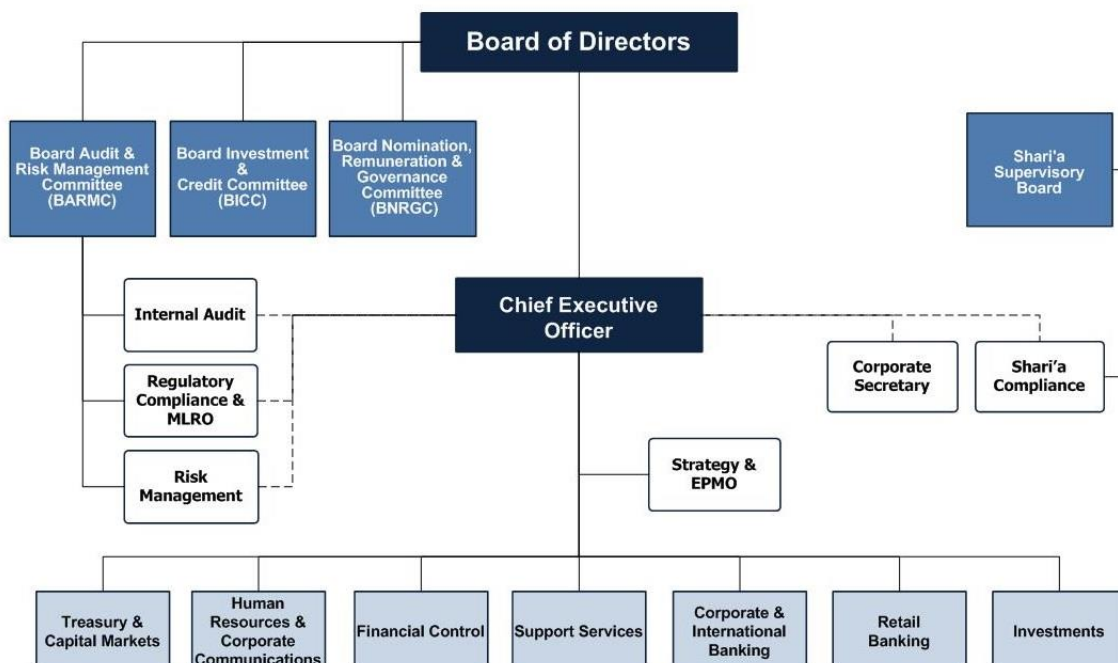 Board of Directors
Board Audit &
Risk Management
Committee
(BARMC)
Board Investment
&
Credit Committee
(BICC)
Board Nomination,
Remuneration &
Governance
Committee
(BNRGC)
Shari'a
Supervisory
Board
Internal Audit
Chief Executive
Officer
Regulatory
Compliance &
MLRO
Corporate
Secretary
Shari’a
Compliance
Risk
Management
Strategy &
EPMO
Treasury &
Capital Markets
Human
Resources &
Corporate
Communications
Financial Control
Support Services
Corporate &
International
Banking
Retail
Banking
Investments